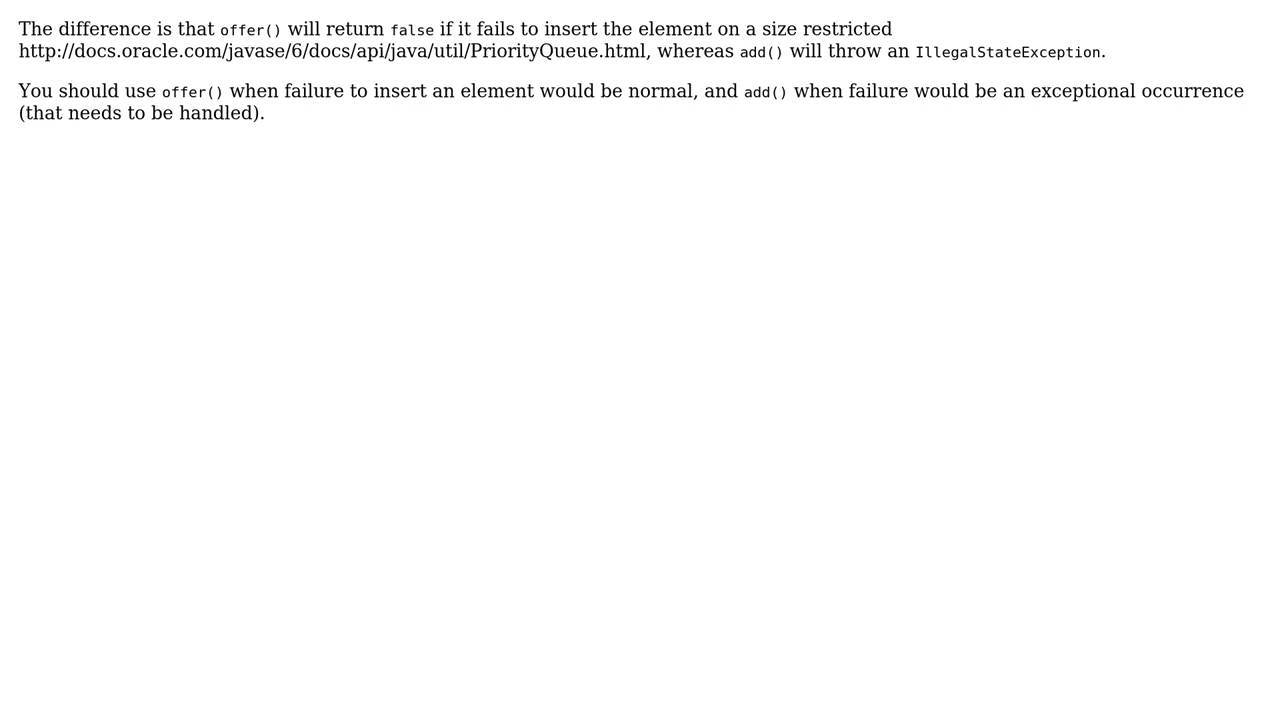 The difference is that offer() will return false if it fails to insert the element on a size restricted
http://docs.oracle.com/javase/6/docs/api/java/util/PriorityQueue.html, whereas add() will throw an IllegalStateException.
You should use offer() when failure to insert an element would be normal, and add() when failure would be an exceptional occurrence
(that needs to be handled).